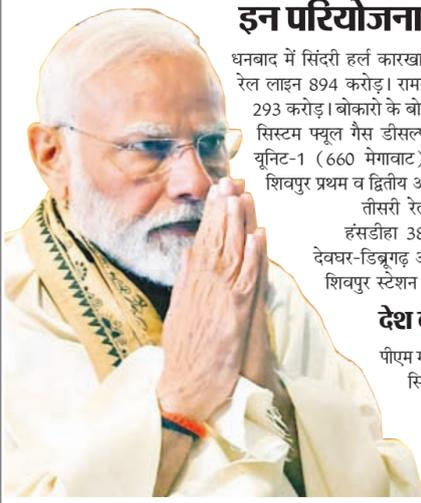 इन परियोजना
धनबाद में सिंदरी हर्ल कारखा
रेल लाइन 894 करोड़। राम
293 करोड़। बोकारो के बो
सिस्टम फ्यूल गैस डीसल्
यूनिट-1 (660 मेगावाट)
शिवपुर प्रथम व द्वितीय अ
तीसरी रे
हंसडीहा 38
देवघर-डिब्रूगढ़ अ
शिवपुर स्टेशन
देश
पीएम म
सि